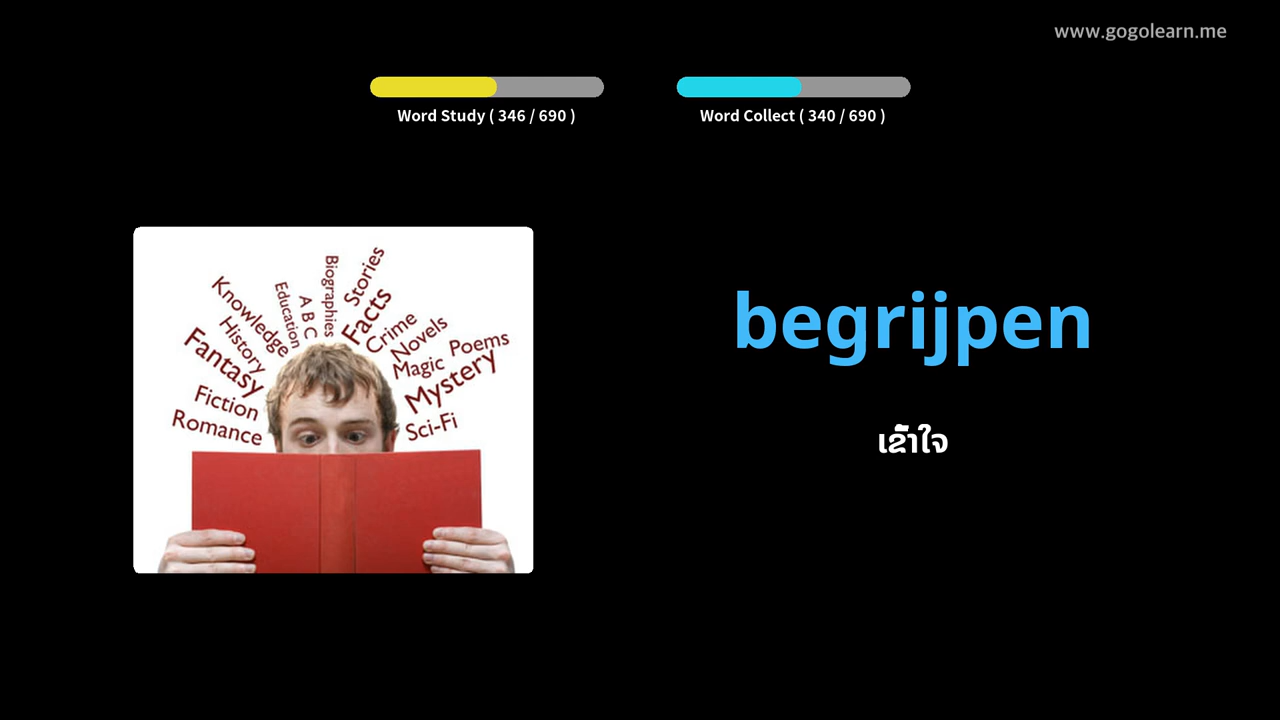 www.gogolearn.me
Word Study ( 346 / 690 )
Word Collect ( 340 / 690 )
Biographies
Stories
Education
A B C
Facts
Knowledge
Crime
History
Novels
Fantasy
Magic
Poems
Mystery
Fiction
Romance
Sci-Fi
begrijpen
ເຂົ້າໃຈ